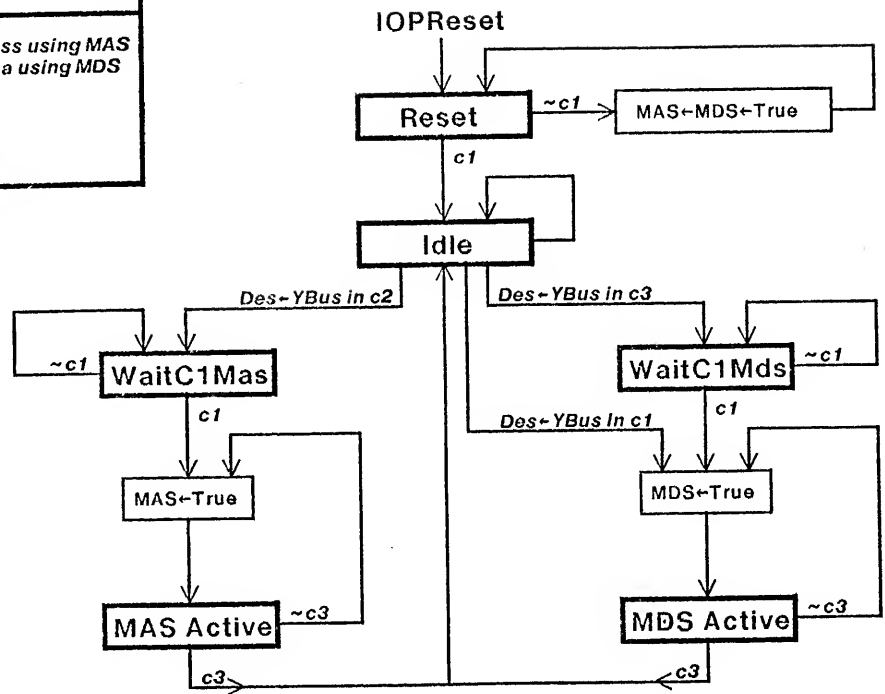 ss using MAS
a using MDS
IOPReset
Reset
~c1
MAS←MDS←True
c1
Idle
Des←YBus in c2
Des←YBus in c3
~c1
WaitC1Mas
WaitC1Mds
~c1
c1
c1
Des←YBus In c1
MAS←True
MDS←True
MAS Active
~c3
MDS Active
~c3
c3
c3